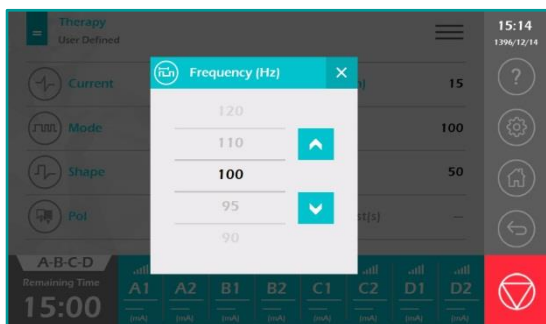 Therapy
User Defined
15:14
1396/12/14
Frequency (Hz)
Current
15
120
Mode
110
100
100
Shape
50
95
Pol
90
A-B-C-D
Remaining Time
15:00
A1 A2 B1 B2 C1 C2 D1 D2
(mA) (mA) (mA) (mA) (mA) (mA) (mA) (mA)